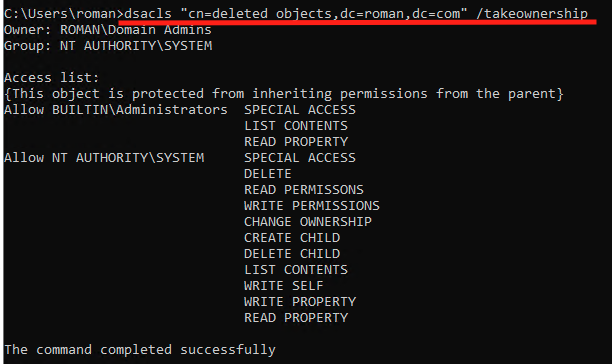 C:\Users\roman>dsacls "cn=deleted objects,dc=roman,dc=com" /takeownership
Owner: ROMAN\Domain Admins
Group: NT AUTHORITY\SYSTEM
Access list:
{This object is protected from inheriting permissions from the parent}
Allow BUILTIN\Administrators  SPECIAL ACCESS
LIST CONTENTS
READ PROPERTY
Allow NT AUTHORITY\SYSTEM     SPECIAL ACCESS
DELETE
READ PERMISSONS
WRITE PERMISSIONS
CHANGE OWNERSHIP
CREATE CHILD
DELETE CHILD
LIST CONTENTS
WRITE SELF
WRITE PROPERTY
READ PROPERTY
The command completed successfully